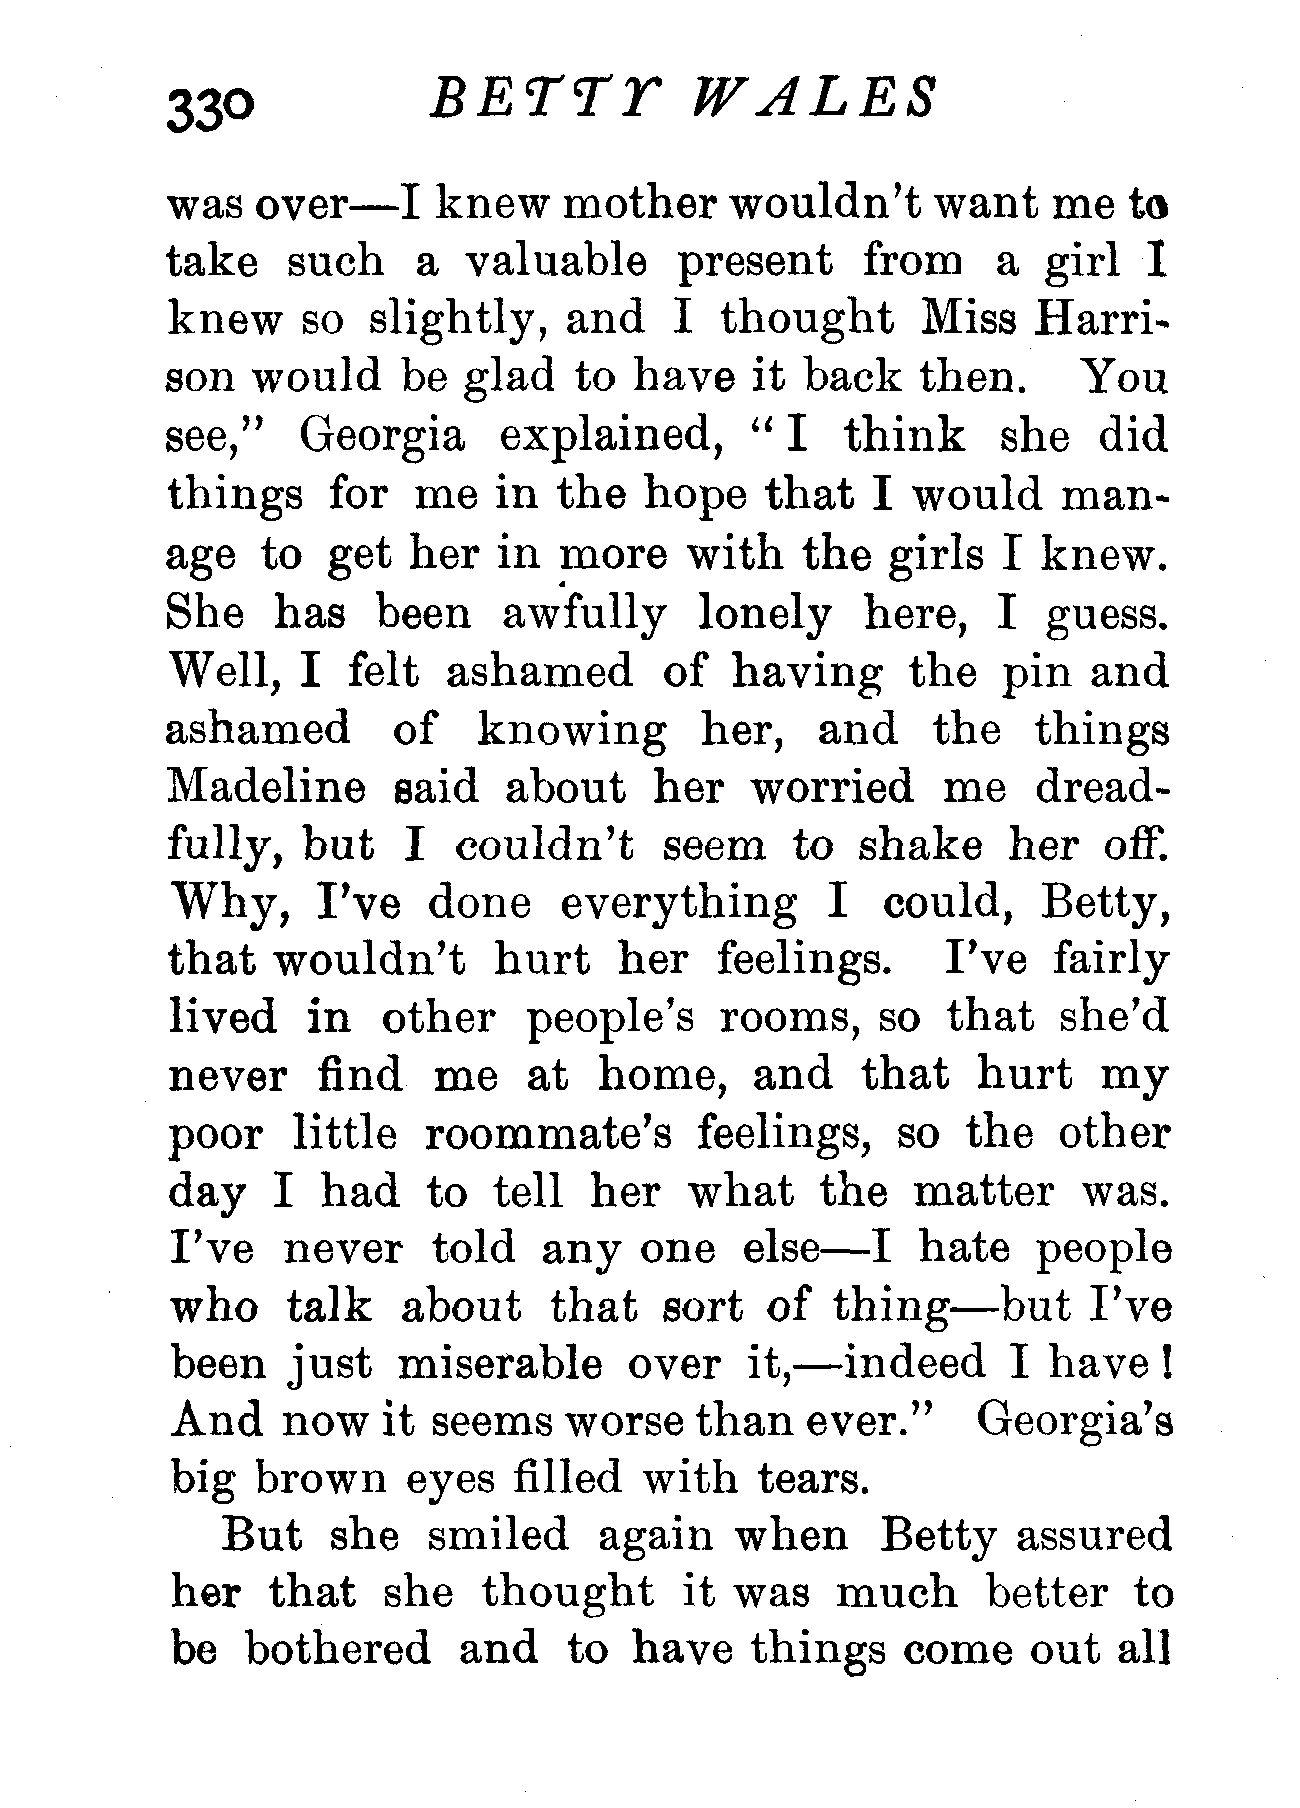 330 BETTY WALES
was over—I knew mother wouldn't want me to
take such a valuable present from a girl I
knew so slightly, and I thought Miss Harri-
son would be glad to have it back then. You
see,” Georgia explained, “ I think she did
things for me in the hope that I would man-
age to get her in more with the girls I knew.
She has been awfully lonely here, I guess.
Well, I felt ashamed of having the pin and
ashamed of knowing her, and the things
Madeline said about her worried me dread-
fully, but I couldn't seem to shake her off.
Why, I've done everything I could, Betty,
that wouldn't hurt her feelings. I've fairly
lived in other people's rooms, so that she'd
never find me at home, and that hurt my
poor little roommate's feelings, so the other
day I had to tell her what the matter was.
I've never told any one else—I hate people
who talk about that sort of thing—but I've
been just miserable over it,—indeed I have !
And now it seems worse than ever.” Georgia's
big brown eyes filled with tears.
But she smiled again when Betty assured
her that she thought it was much better to
be bothered and to have things come out all